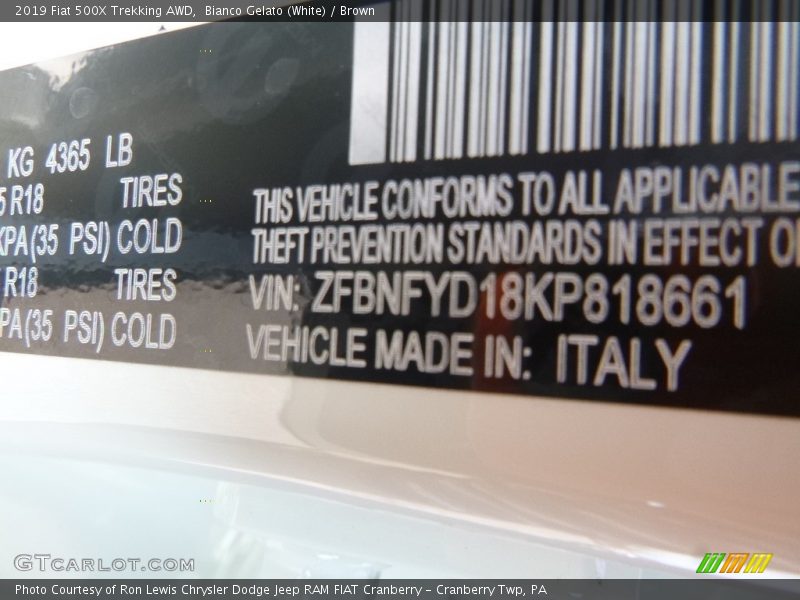 2019 Fiat 500X Trekking AWD,  Bianco Gelato (White) / Brown
KG 4365 LB
5 R18 TIRES
KPA(35 PSI) COLD
R18 TIRES
PA(35 PSI) COLD
THIS VEHICLE CONFORMS TO ALL APPLICABLE
THEFT PREVENTION STANDARDS IN EFFECT O
VIN: ZFBNFYD18KP818661
VEHICLE MADE IN: ITALY
GTCARLOT.COM
Photo Courtesy of Ron Lewis Chrysler Dodge Jeep RAM FIAT Cranberry - Cranberry Twp, PA